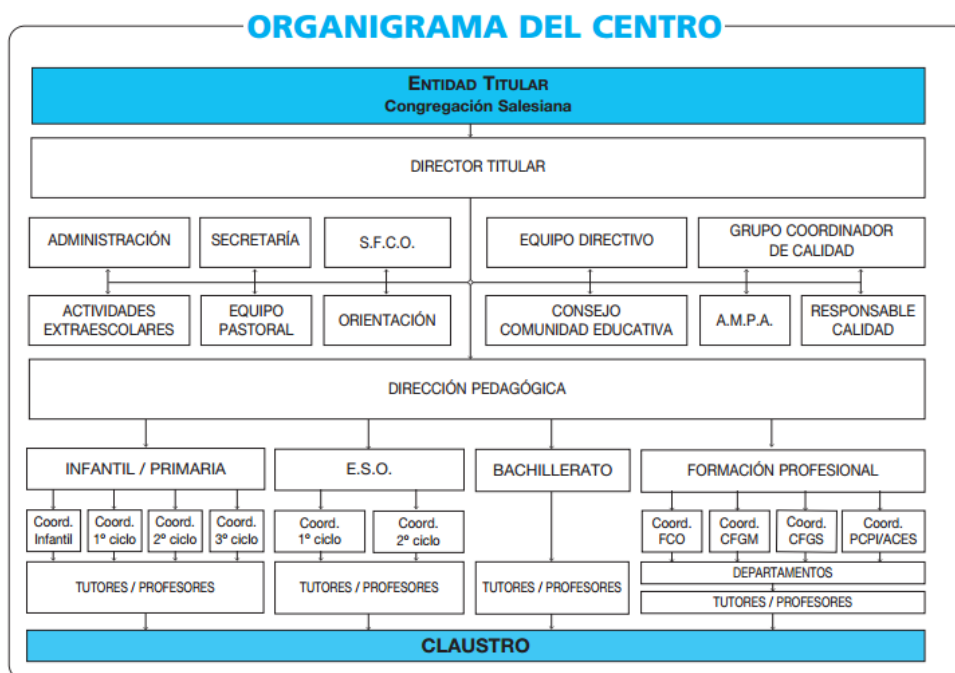 ORGANIGRAMA DEL CENTRO
ENTIDAD TITULAR
Congregación Salesiana
DIRECTOR TITULAR
ADMINISTRACIÓN
SECRETARÍA
S.F.C.O.
EQUIPO DIRECTIVO
GRUPO COORDINADOR
DE CALIDAD
ACTIVIDADES
EXTRAESCOLARES
EQUIPO
PASTORAL
ORIENTACIÓN
CONSEJO
COMUNIDAD EDUCATIVA
A.M.P.A.
RESPONSABLE
CALIDAD
DIRECCIÓN PEDAGÓGICA
INFANTIL / PRIMARIA
E.S.O.
BACHILLERATO
FORMACIÓN PROFESIONAL
Coord.
Infantil
Coord.
1º ciclo
Coord.
2º ciclo
Coord.
3º ciclo
Coord.
1º ciclo
Coord.
2º ciclo
Coord.
FCO
Coord.
CFGM
Coord.
CFGS
Coord.
PCPI/ACES
DEPARTAMENTOS
TUTORES / PROFESORES
TUTORES / PROFESORES
TUTORES / PROFESORES
TUTORES / PROFESORES
CLAUSTRO